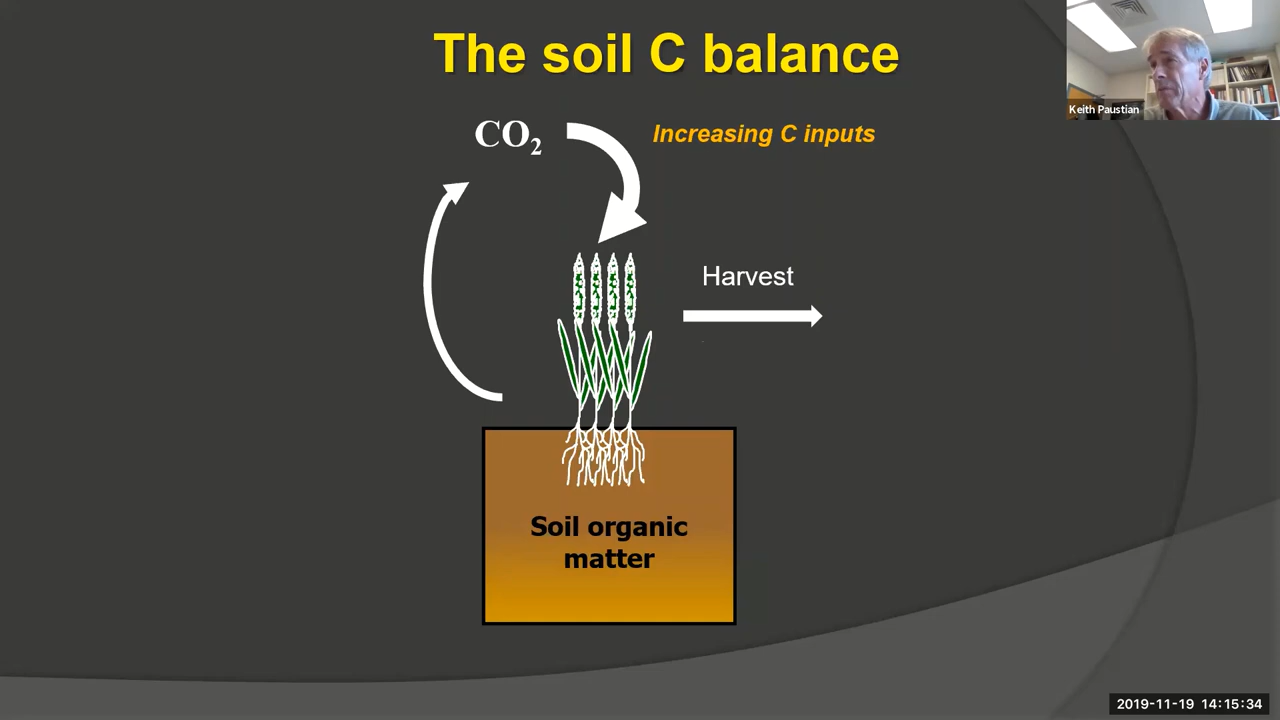 The soil C balance
Keith Paustian
CO₂
Increasing C inputs
Harvest
Soil organic
matter
2019-11-19 14:15:34